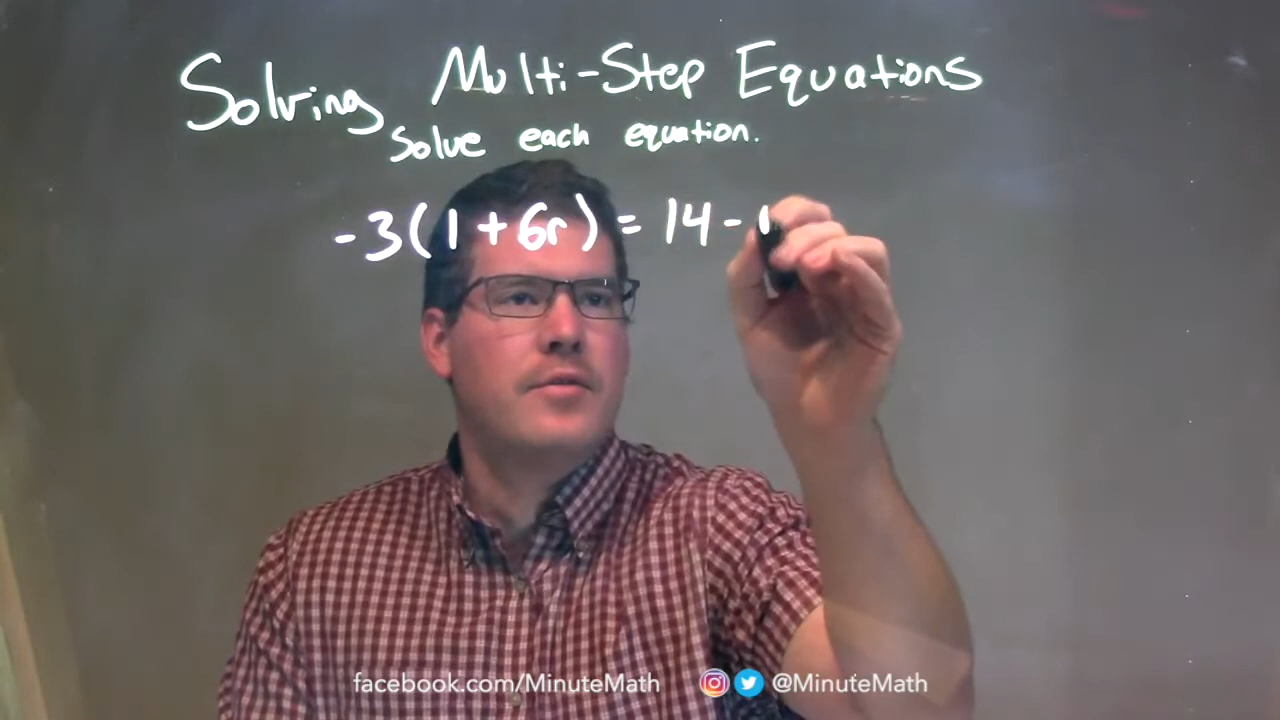 Solving Multi-Step Equations
Solve each equation.
-3(1+6r) = 14 -
facebook.com/MinuteMath @MinuteMath